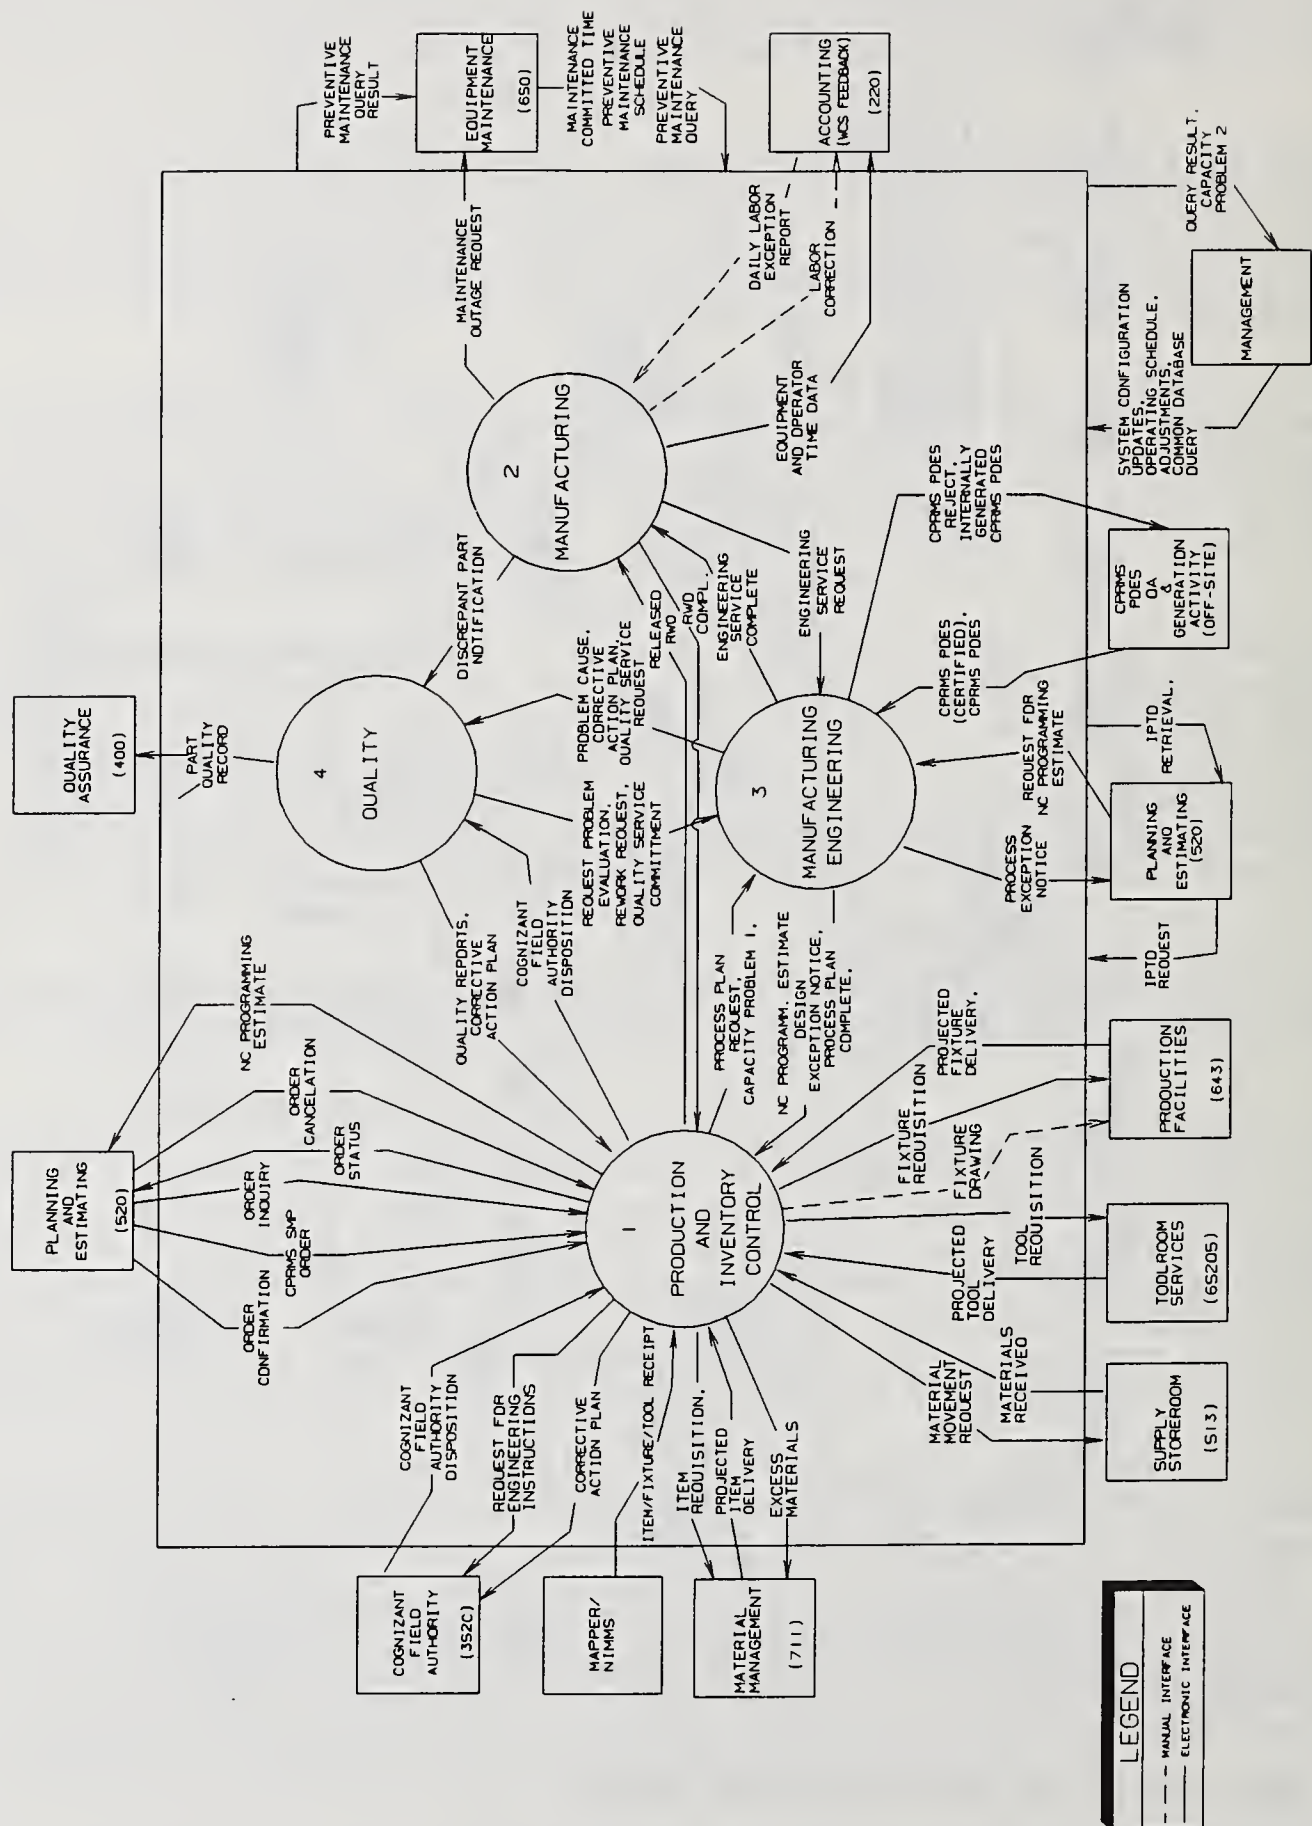 PLANNING
AND
ESTIMATING
(520)
QUALITY
ASSURANCE
(400)
ORDER
CONFIRMATION
CPRMS SMP
ORDER
ORDER
INQUIRY
ORDER
STATUS
ORDER
CANCELATION
NC PROGRAMMING
ESTIMATE
PART
QUALITY
RECORD
PREVENTIVE
MAINTENANCE
QUERY
RESULT
EQUIPMENT
MAINTENANCE
(650)
MAINTENANCE
COMMITTED TIME
PREVENTIVE
MAINTENANCE
SCHEDULE
PREVENTIVE
MAINTENANCE
QUERY
ACCOUNTING
(WCS FEEDBACK)
(220)
COGNIZANT
FIELD
AUTHORITY
(352C)
COGNIZANT
FIELD
AUTHORITY
DISPOSITION
REQUEST FOR
ENGINEERING
INSTRUCTIONS
CORRECTIVE
ACTION PLAN
MAPPER/
NIMMS
ITEM/FIXTURE/TOOL RECEIPT
MATERIAL
MANAGEMENT
(711)
ITEM
REQUISITION,
PROJECTED
ITEM
DELIVERY
EXCESS
MATERIALS
QUALITY REPORTS,
CORRECTIVE
ACTION PLAN
COGNIZANT
FIELD
AUTHORITY
DISPOSITION
4
QUALITY
DISCREPANT PART
NOTIFICATION
2
MANUFACTURING
MAINTENANCE
OUTAGE REQUEST
DAILY LABOR
EXCEPTION
REPORT
LABOR
CORRECTION
EQUIPMENT
AND OPERATOR
TIME DATA
REQUEST PROBLEM
EVALUATION,
REWORK REQUEST,
QUALITY SERVICE
COMMITTMENT
PROBLEM CAUSE,
CORRECTIVE
ACTION PLAN,
QUALITY SERVICE
REQUEST
RELEASED
RWD
RWD
COMPL.
ENGINEERING
SERVICE
COMPLETE
ENGINEERING
SERVICE
REQUEST
1
PRODUCTION
AND
INVENTORY
CONTROL
PROCESS PLAN
REQUEST,
CAPACITY PROBLEM 1,
NC PROGRAMM. ESTIMATE
DESIGN
EXCEPTION NOTICE,
PROCESS PLAN
COMPLETE,
3
MANUFACTURING
ENGINEERING
CPRMS PDES
REJECT,
INTERNALLY
GENERATED
CPRMS PDES
CPRMS PDES
(CERTIFIED),
CPRMS PDES
REQUEST FOR
NC PROGRAMMING
ESTIMATE
PROCESS
EXCEPTION
NOTICE
MATERIAL
MOVEMENT
REQUEST
MATERIALS
RECEIVED
PROJECTED
TOOL
DELIVERY
TOOL
REQUISITION
FIXTURE
DRAWING
FIXTURE
REQUISITION
PROJECTED
FIXTURE
DELIVERY,
SUPPLY
STOREROOM
(513)
TOOLROOM
SERVICES
(65205)
PRODUCTION
FACILITIES
(643)
IPTD
REQUEST
PLANNING
AND
ESTIMATING
(520)
IPTD
RETRIEVAL,
CPRMS
PDES
QA
&
GENERATION
ACTIVITY
(OFF-SITE)
SYSTEM CONFIGURATION
UPDATES,
OPERATING SCHEDULE,
ADJUSTMENTS,
COMMON DATABASE
QUERY
MANAGEMENT
QUERY RESULT,
CAPACITY
PROBLEM 2
LEGEND
MANUAL INTERFACE
ELECTRONIC INTERFACE